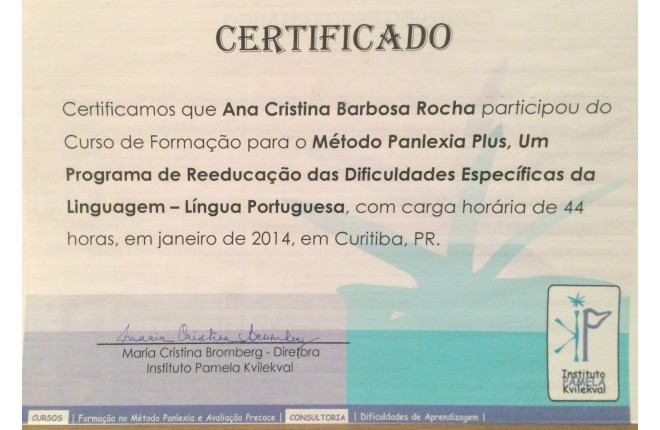 CERTIFICADO
Certificamos que Ana Cristina Barbosa Rocha participou do
Curso de Formação para o Método Panlexia Plus, Um
Programa de Reeducação das Dificuldades Específicas da
Linguagem – Língua Portuguesa, com carga horária de 44
horas, em janeiro de 2014, em Curitiba, PR.
Maria Cristina Bromberg
Maria Cristina Bromberg - Diretora
Instituto Pamela Kvilekval
Instituto
PAMELA
Kvilekval
CURSOS | Formação no Método Panlexia e Avaliação Precoce | CONSULTORIA | Dificuldades de Aprendizagem |